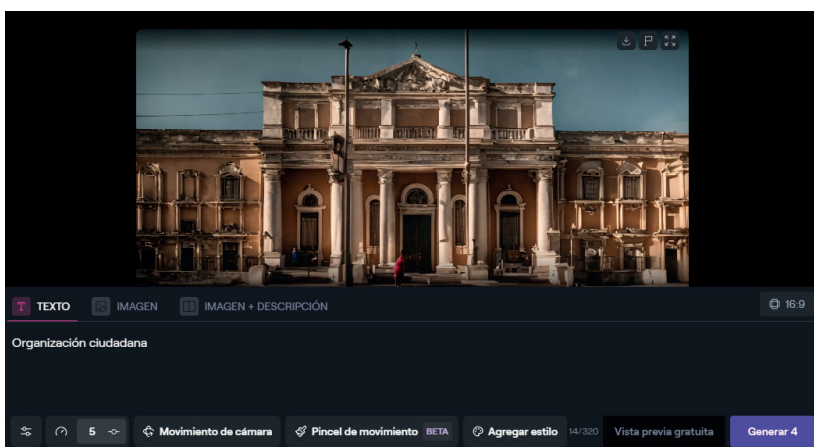 T TEXTO IMAGEN IMAGEN + DESCRIPCIÓN 16:9
Organización ciudadana
5 Movimiento de cámara Pincel de movimiento BETA Agregar estilo 14/320 Vista previa gratuita Generar 4